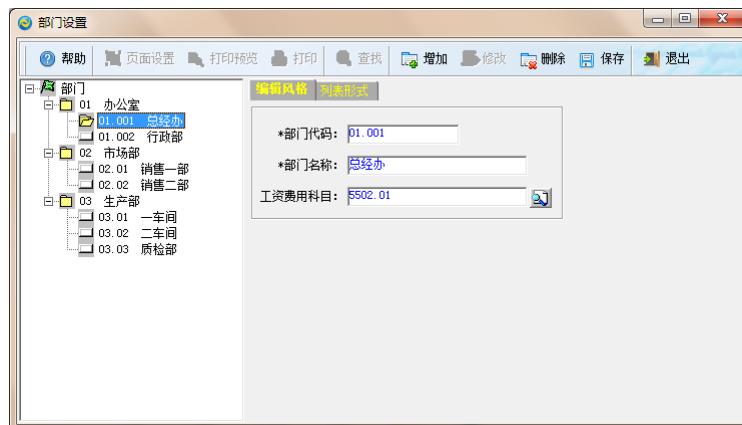 部门设置
帮助 页面设置 打印预览 打印 查找 增加 修改 删除 保存 退出
部门
01 办公室
01.001 总经办
01.002 行政部
02 市场部
02.01 销售一部
02.02 销售二部
03 生产部
03.01 一车间
03.02 二车间
03.03 质检部
编辑风格 列表形式
*部门代码: 01.001
*部门名称: 总经办
工资费用科目: 5502.01